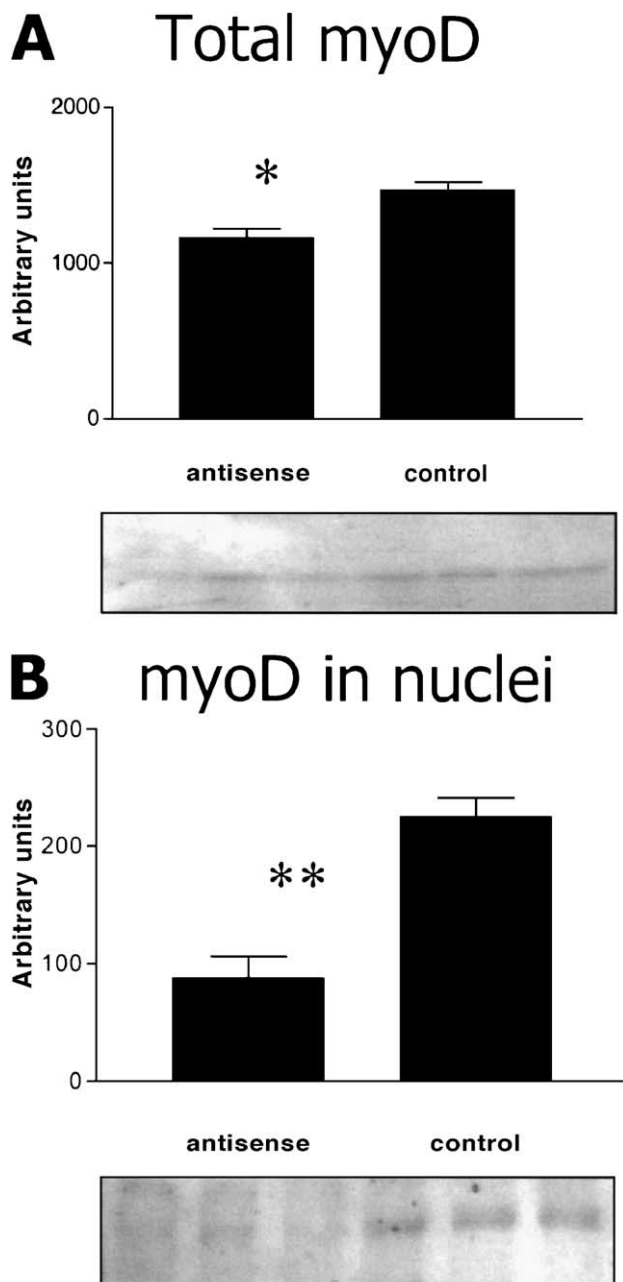 A Total myoD
2000
1000
0
Arbitrary units
*
antisense control
B myoD in nuclei
300
200
100
0
Arbitrary units
**
antisense control